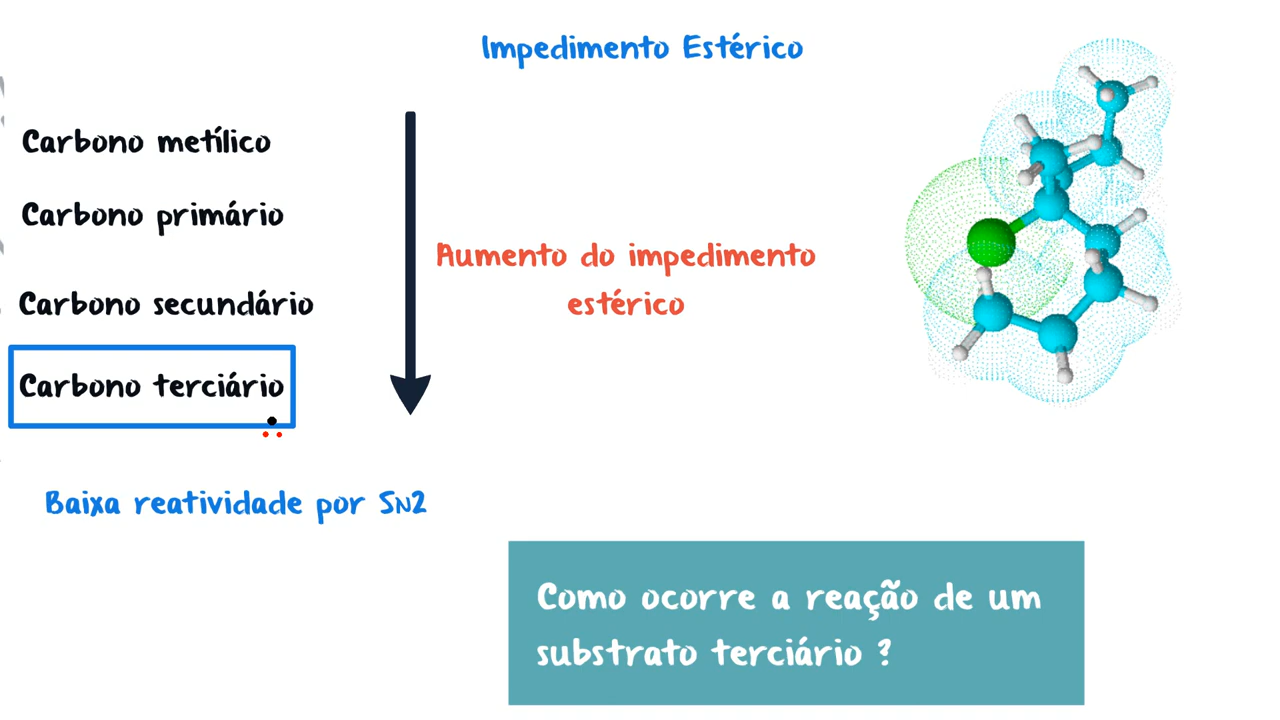 Impedimento Estérico
Carbono metílico
Carbono primário
Aumento do impedimento
estérico
Carbono secundário
Carbono terciário
Baixa reatividade por SN2
Como ocorre a reação de um
substrato terciário ?